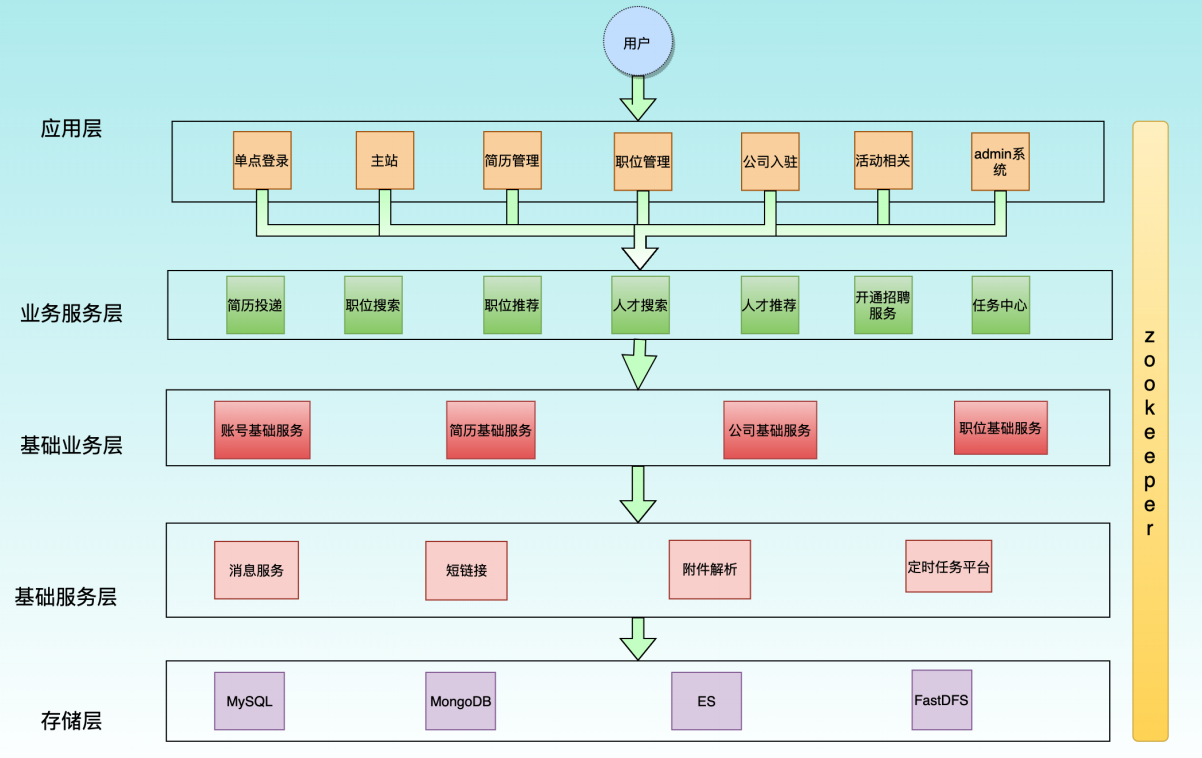 用户
应用层
单点登录
主站
简历管理
职位管理
公司入驻
活动相关
admin系
统
业务服务层
简历投递
职位搜索
职位推荐
人才搜索
人才推荐
开通招聘
服务
任务中心
基础业务层
账号基础服务
简历基础服务
公司基础服务
职位基础服务
基础服务层
消息服务
短链接
附件解析
定时任务平台
存储层
MySQL
MongoDB
ES
FastDFS
zookeeper